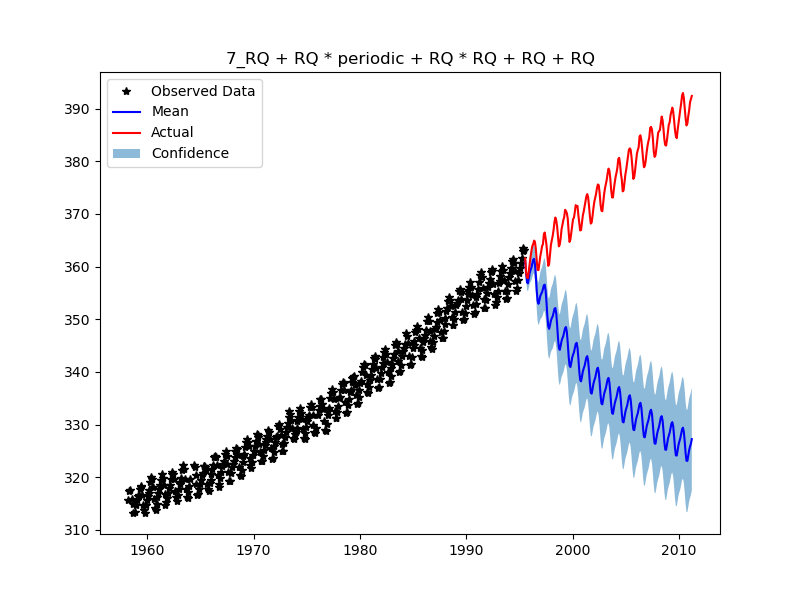 7_RQ + RQ * periodic + RQ * RQ + RQ + RQ
Observed Data
Mean
Actual
Confidence
390
380
370
360
350
340
330
320
310
1960 1970 1980 1990 2000 2010